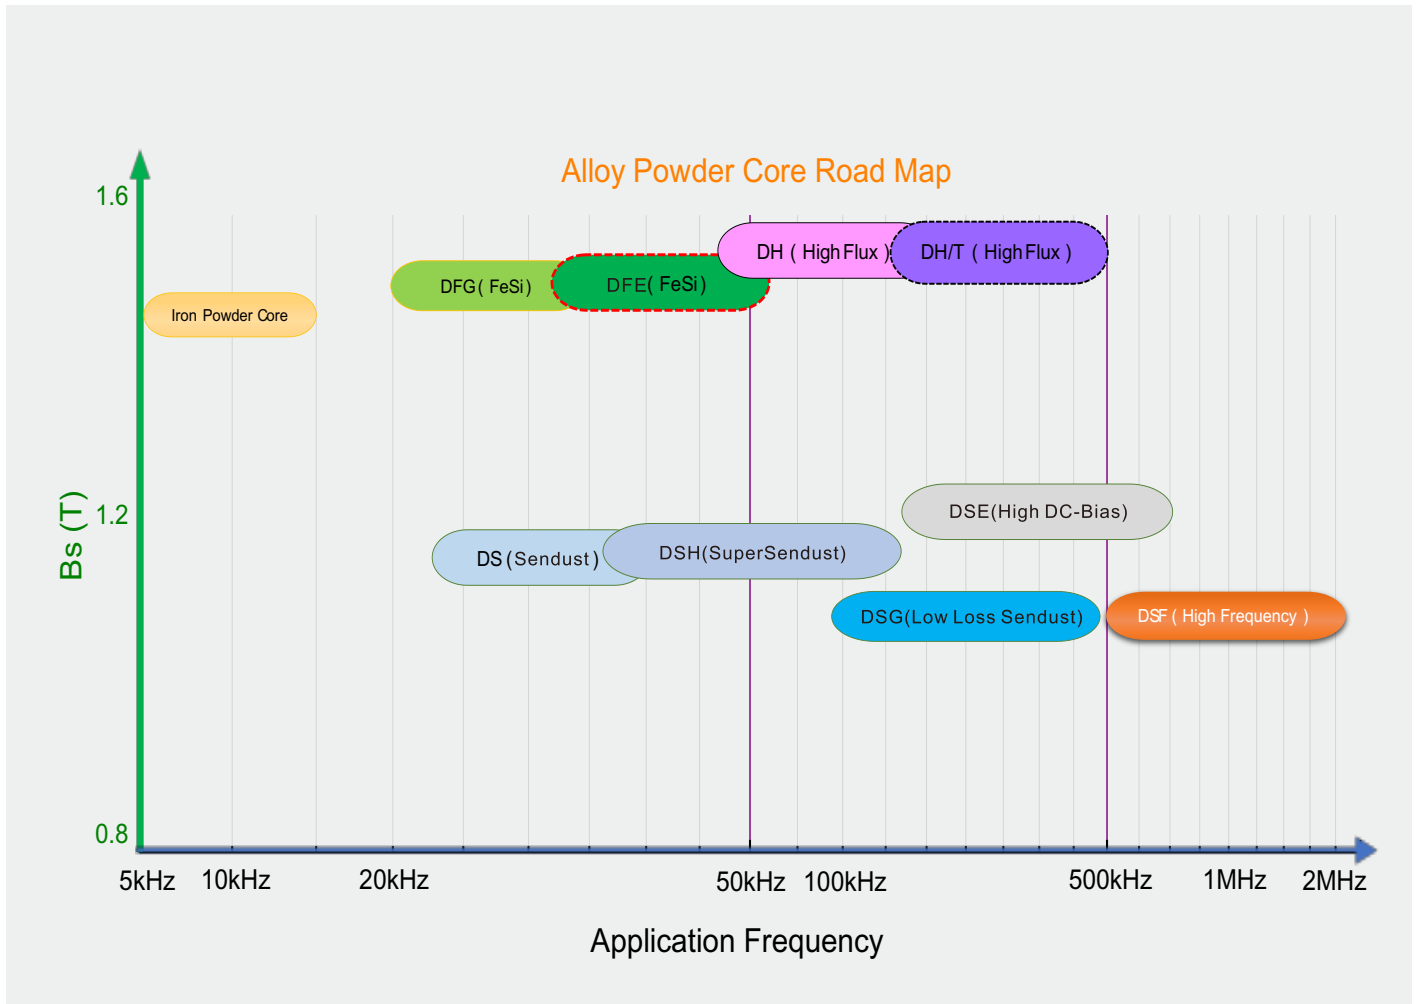 Alloy Powder Core Road Map
1.6
DH ( High Flux )
DH/T ( High Flux )
DFG( FeSi)
DFE( FeSi)
Iron Powder Core
Bs (T)
1.2
DSE(High DC-Bias)
DS(Sendust)
DSH(SuperSendust)
DSG(Low Loss Sendust)
DSF ( High Frequency )
0.8
5kHz 10kHz 20kHz 50kHz 100kHz 500kHz 1MHz 2MHz
Application Frequency